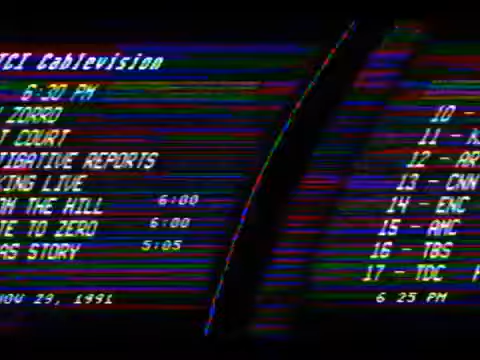 TCI Cablevision
6:30 PM
ZORRO
10 -
COURT
11 -
TIGATIVE REPORTS
12 - AR
KING LIVE
13 - CNN
OM THE HILL 6:00
14 - ENC
TE TO ZERO 6:00
15 - AMC
AS STORY 5:05
16 - TBS
17 - TDC
NOV 29, 1991
6 25 PM